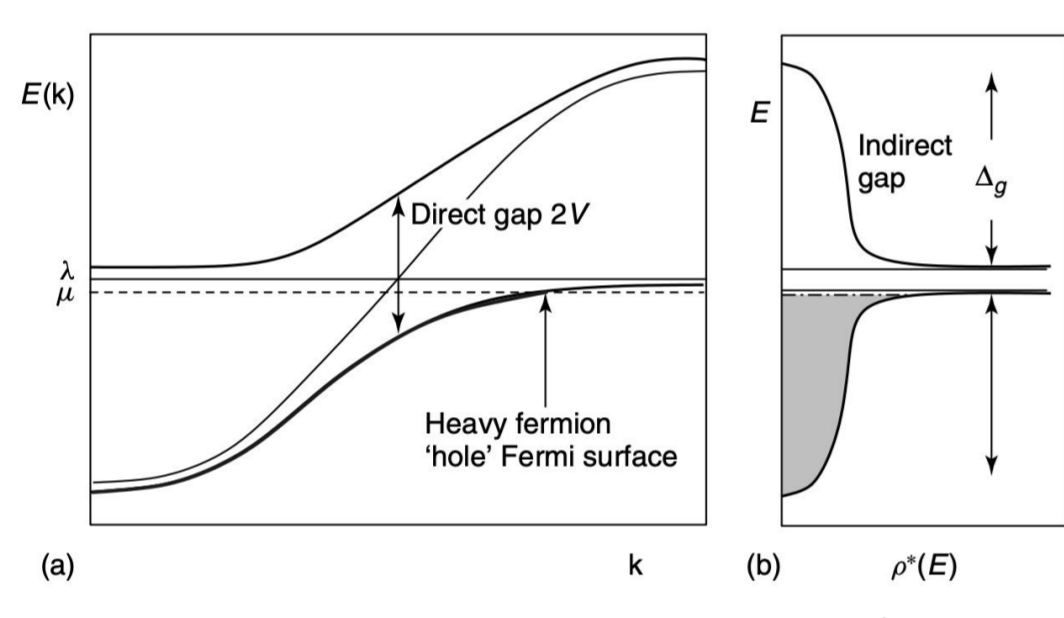 E(k)
λ
μ
Direct gap 2V
Heavy fermion
‘hole’ Fermi surface
(a)
k
E
Indirect
gap
Δg
(b)
ρ*(E)